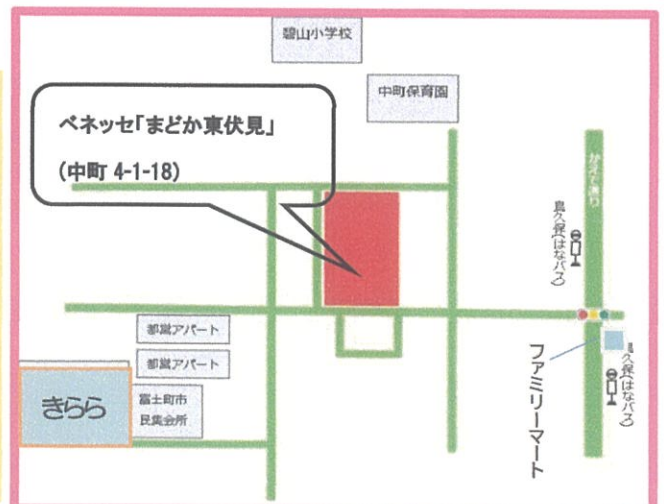 碧山小学校
中町保育園
ベネッセ「まどか東伏見」
(中町 4-1-18)
かえで通り
鳥久保(はなバス)
都営アパート
都営アパート
きらら
富士町市
民集会所
ファミリーマート
鳥久保(はなバス)